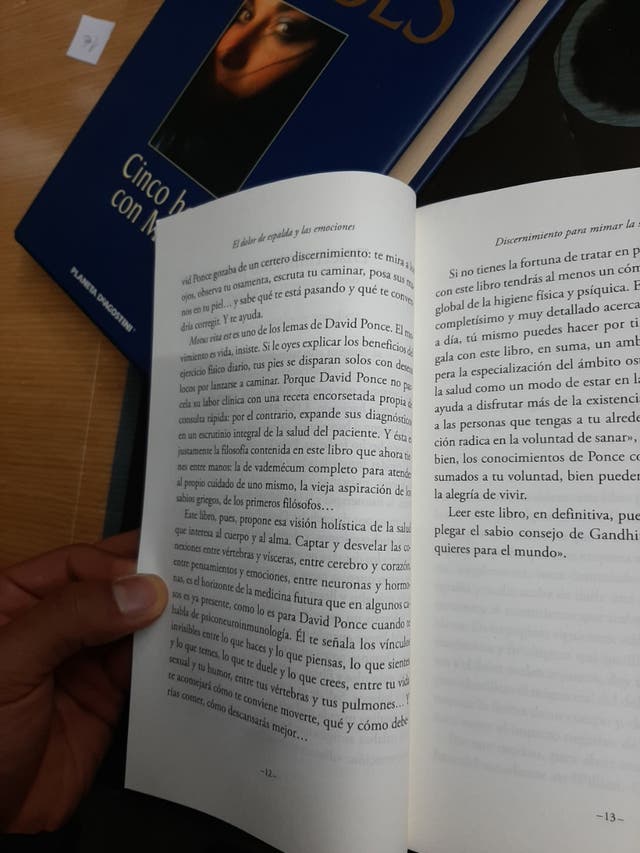 DES
Cinco h
con M
PLANETA DEAGOSTINI
El dolor de espalda y las emociones
vid Ponce gozaba de un certero discernimiento: te mira a
ojos, observa tu osamenta, escruta tu caminar, posa sus
nos en tu piel… y sabe qué te está pasando y qué te conven
dría corregir. Y te ayuda.
Motus vita est es uno de los lemas de David Ponce. El mo
vimiento es vida, insiste. Si le oyes explicar los beneficios del
ejercicio físico diario, tus pies se disparan solos con deseos
locos por lanzarse a caminar. Porque David Ponce no par
cela su labor clínica con una receta encorsetada propia de
consulta rápida: por el contrario, expande sus diagnósticos
en un escrutinio integral de la salud del paciente. Y ésta es
justamente la filosofía contenida en este libro que ahora tie
nes entre manos: la de vademécum completo para atender
al propio cuidado de uno mismo, la vieja aspiración de los
sabios griegos, de los primeros filósofos…
Este libro, pues, propone esa visión holística de la salud
que interesa al cuerpo y al alma. Captar y desvelar las co-
nexiones entre vértebras y vísceras, entre cerebro y corazón,
entre pensamientos y emociones, entre neuronas y hormo-
nas, es el horizonte de la medicina futura que en algunos ca-
sos es ya presente, como lo es para David Ponce cuando te
habla de psiconeuroinmunología. Él te señala los vínculos
invisibles entre lo que haces y lo que piensas, lo que sientes
y lo que temes, lo que te duele y lo que crees, entre tu vida
sexual y tu humor, entre tus vértebras y tus pulmones… Y
te aconsejará cómo te conviene moverte, qué y cómo debe-
rías comer, cómo descansarás mejor…
–12–
Discernimiento para mimar la s
Si no tienes la fortuna de tratar en p
con este libro tendrás al menos un cóm
global de la higiene física y psíquica. E
completísimo y muy detallado acerca
a día, tú mismo puedes hacer por ti
gala con este libro, en suma, un amb
pera la especialización del ámbito os
la salud como un modo de estar en la
ayuda a disfrutar más de la existencia
a las personas que tengas a tu alrede
ción radica en la voluntad de sanar»,
bien, los conocimientos de Ponce co
sumados a tu voluntad, bien pueden
la alegría de vivir.
Leer este libro, en definitiva, pue
plegar el sabio consejo de Gandhi
quieres para el mundo».
–13–